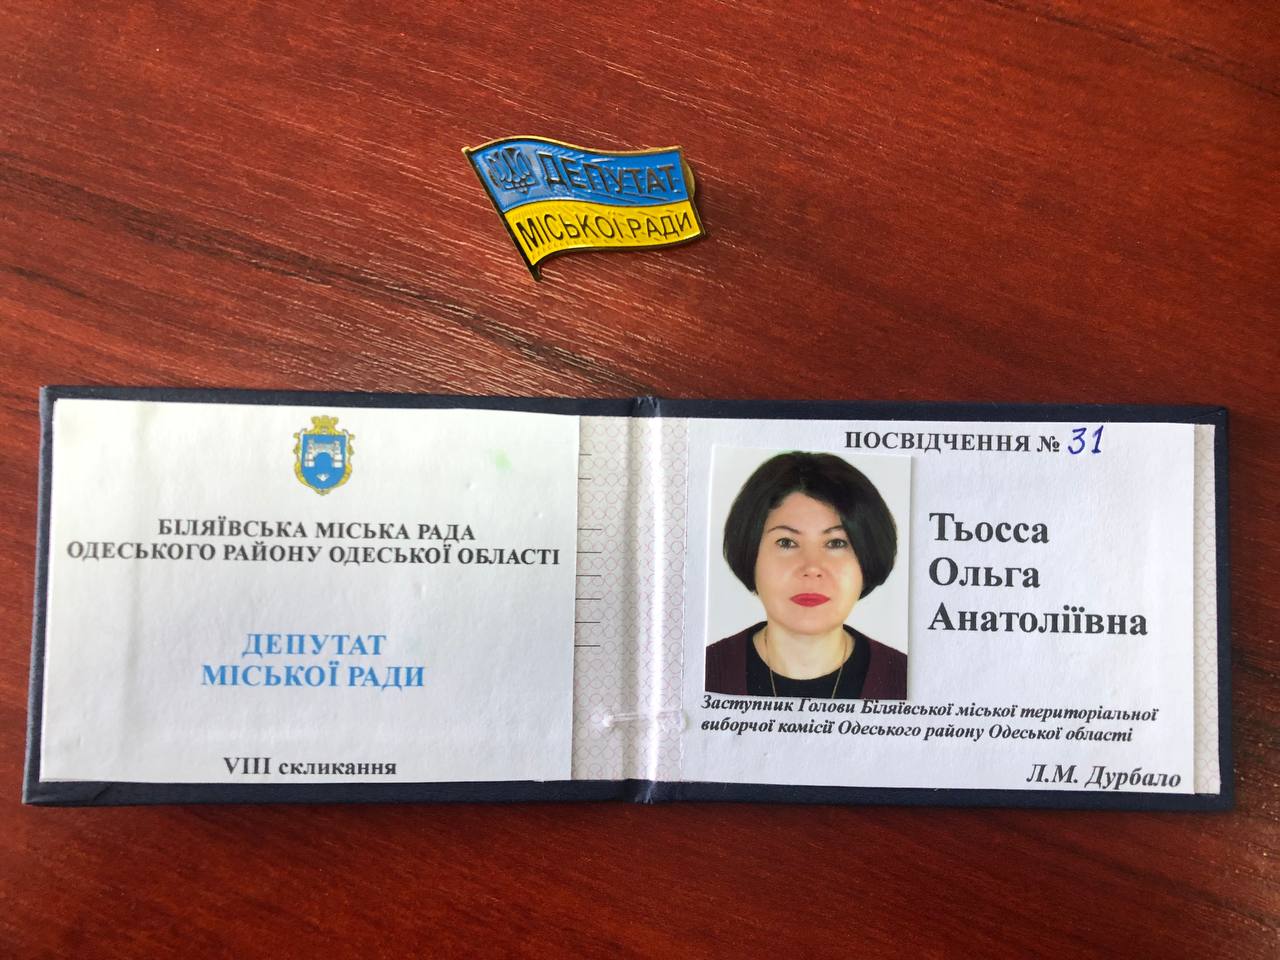 ДЕПУТАТ
МІСЬКОЇ РАДИ
БІЛЯЇВСЬКА МІСЬКА РАДА
ОДЕСЬКОГО РАЙОНУ ОДЕСЬКОЇ ОБЛАСТІ
ДЕПУТАТ
МІСЬКОЇ РАДИ
VIII скликання
ПОСВІДЧЕННЯ № 31
Тьосса
Ольга
Анатоліївна
Заступник Голови Біляївської міської територіальної
виборчої комісії Одеського району Одеської області
Л.М. Дурбало